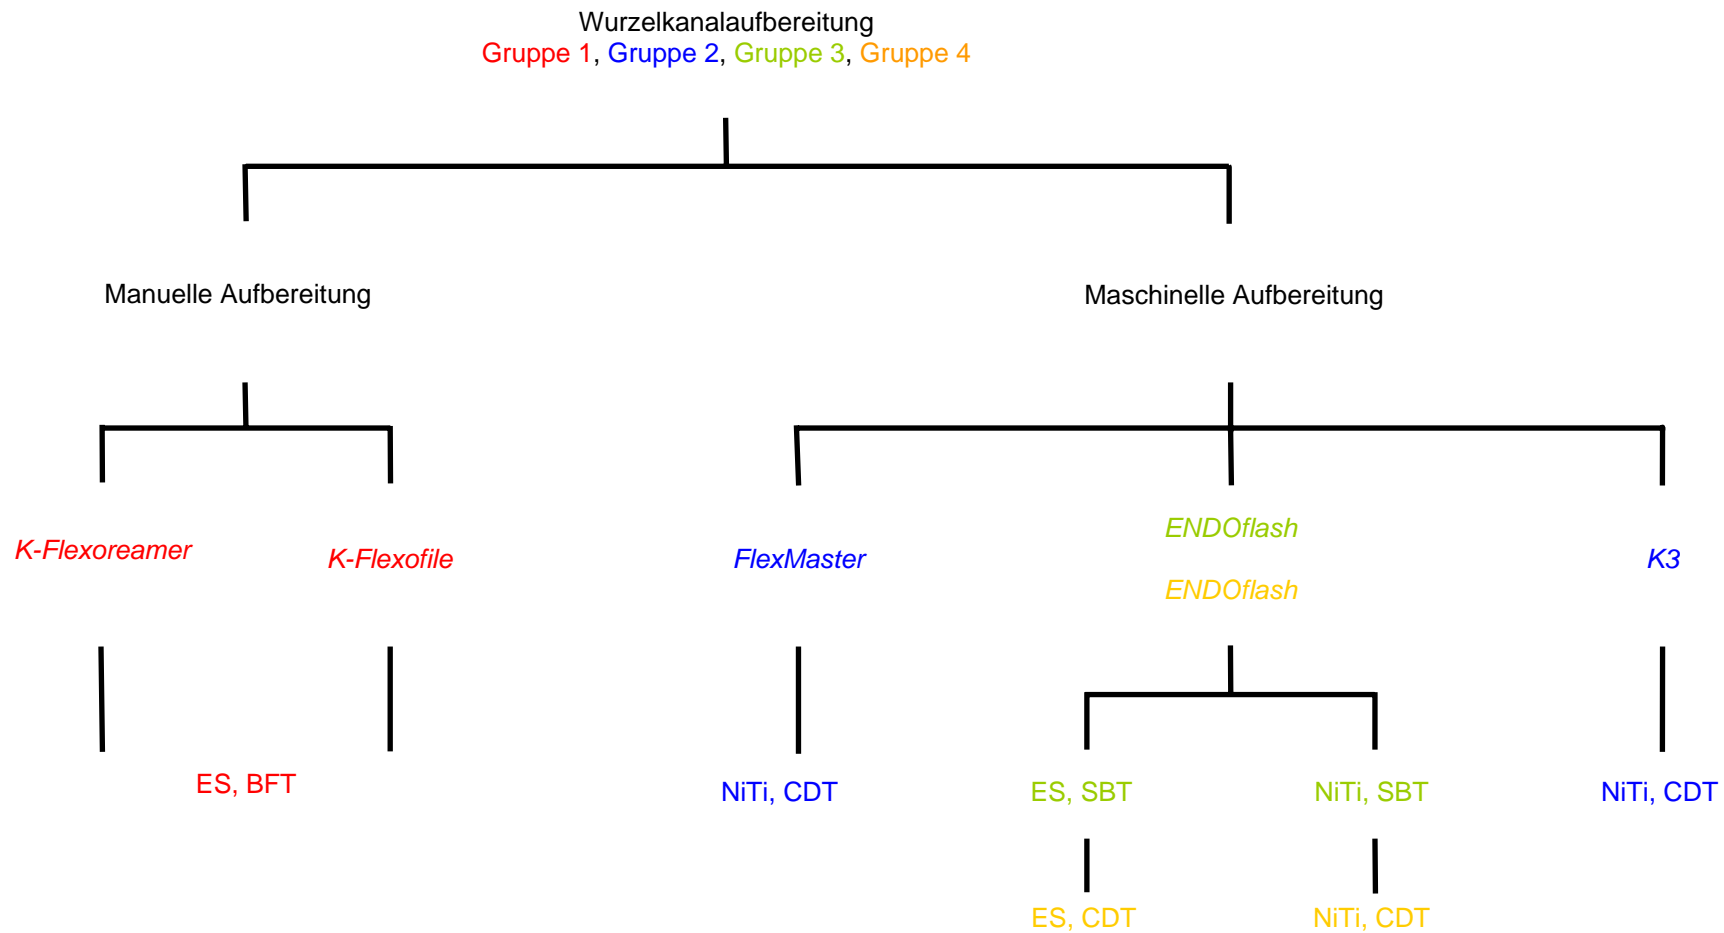 Wurzelkanalaufbereitung
Gruppe 1, Gruppe 2, Gruppe 3, Gruppe 4
Manuelle Aufbereitung
Maschinelle Aufbereitung
K-Flexoreamer
K-Flexofile
FlexMaster
ENDOflash
ENDOflash
K3
ES, BFT
NiTi, CDT
ES, SBT
NiTi, SBT
NiTi, CDT
ES, CDT
NiTi, CDT